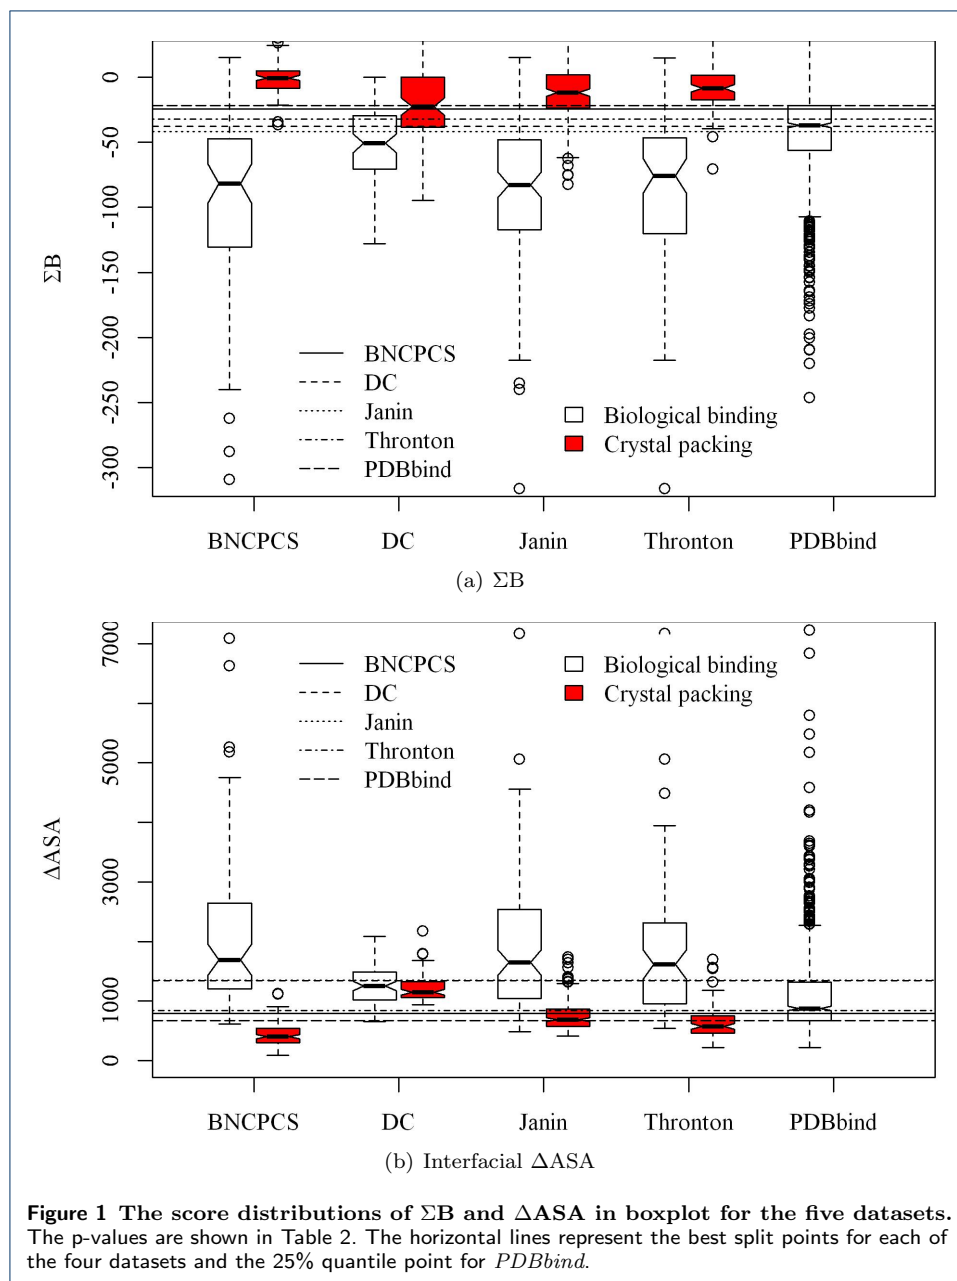 0
-50
-100
-150
-200
-250
-300
ΣB
BNCPCS
DC
Janin
Thronton
PDBbind
Biological binding
Crystal packing
BNCPCS DC Janin Thronton PDBbind
(a) ΣB
7000
5000
3000
1000
0
ΔASA
BNCPCS
DC
Janin
Thronton
PDBbind
Biological binding
Crystal packing
BNCPCS DC Janin Thronton PDBbind
(b) Interfacial ΔASA
Figure 1 The score distributions of ΣB and ΔASA in boxplot for the five datasets.
The p-values are shown in Table 2. The horizontal lines represent the best split points for each of
the four datasets and the 25% quantile point for PDBbind.